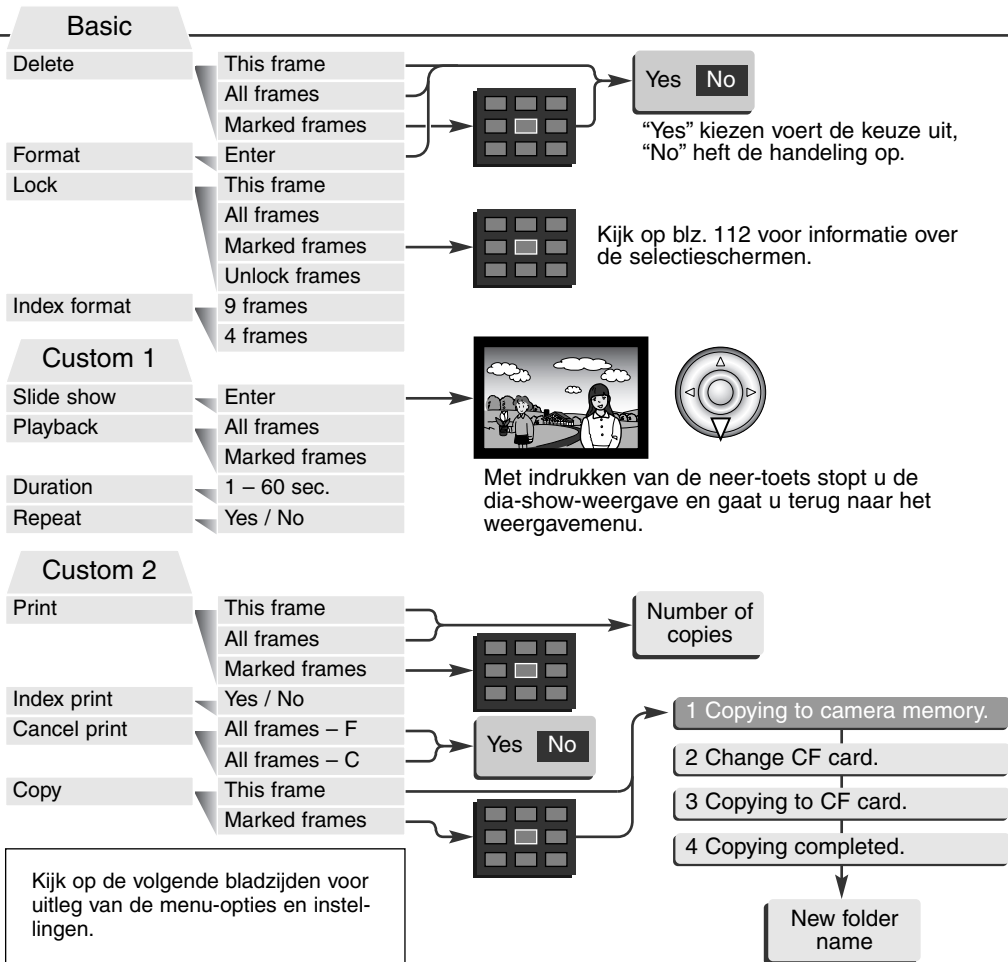 Basic
Delete
This frame
All frames
Marked frames
Yes No
“Yes” kiezen voert de keuze uit,
“No” heft de handeling op.
Format
Enter
Lock
This frame
All frames
Marked frames
Unlock frames
Kijk op blz. 112 voor informatie over
de selectieschermen.
Index format
9 frames
4 frames
Custom 1
Slide show
Enter
Playback
All frames
Marked frames
Duration
1 – 60 sec.
Repeat
Yes / No
Met indrukken van de neer-toets stopt u de
dia-show-weergave en gaat u terug naar het
weergavemenu.
Custom 2
Print
This frame
All frames
Marked frames
Number of
copies
Index print
Yes / No
Cancel print
All frames – F
All frames – C
Yes No
Copy
This frame
Marked frames
1 Copying to camera memory.
2 Change CF card.
3 Copying to CF card.
4 Copying completed.
New folder
name
Kijk op de volgende bladzijden voor
uitleg van de menu-opties en instel-
lingen.